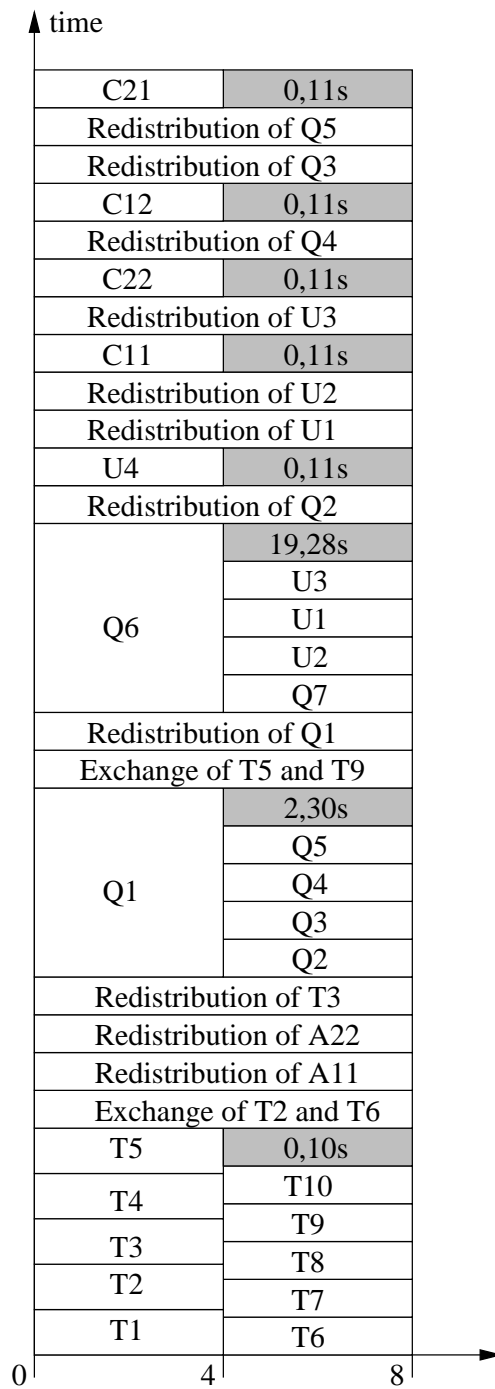 time
C21 0,11s
Redistribution of Q5
Redistribution of Q3
C12 0,11s
Redistribution of Q4
C22 0,11s
Redistribution of U3
C11 0,11s
Redistribution of U2
Redistribution of U1
U4 0,11s
Redistribution of Q2
19,28s
U3
U1
Q6
U2
Q7
Redistribution of Q1
Exchange of T5 and T9
2,30s
Q5
Q1
Q4
Q3
Q2
Redistribution of T3
Redistribution of A22
Redistribution of A11
Exchange of T2 and T6
T5 0,10s
T10
T4
T9
T3
T8
T2
T7
T1
T6
0 4 8